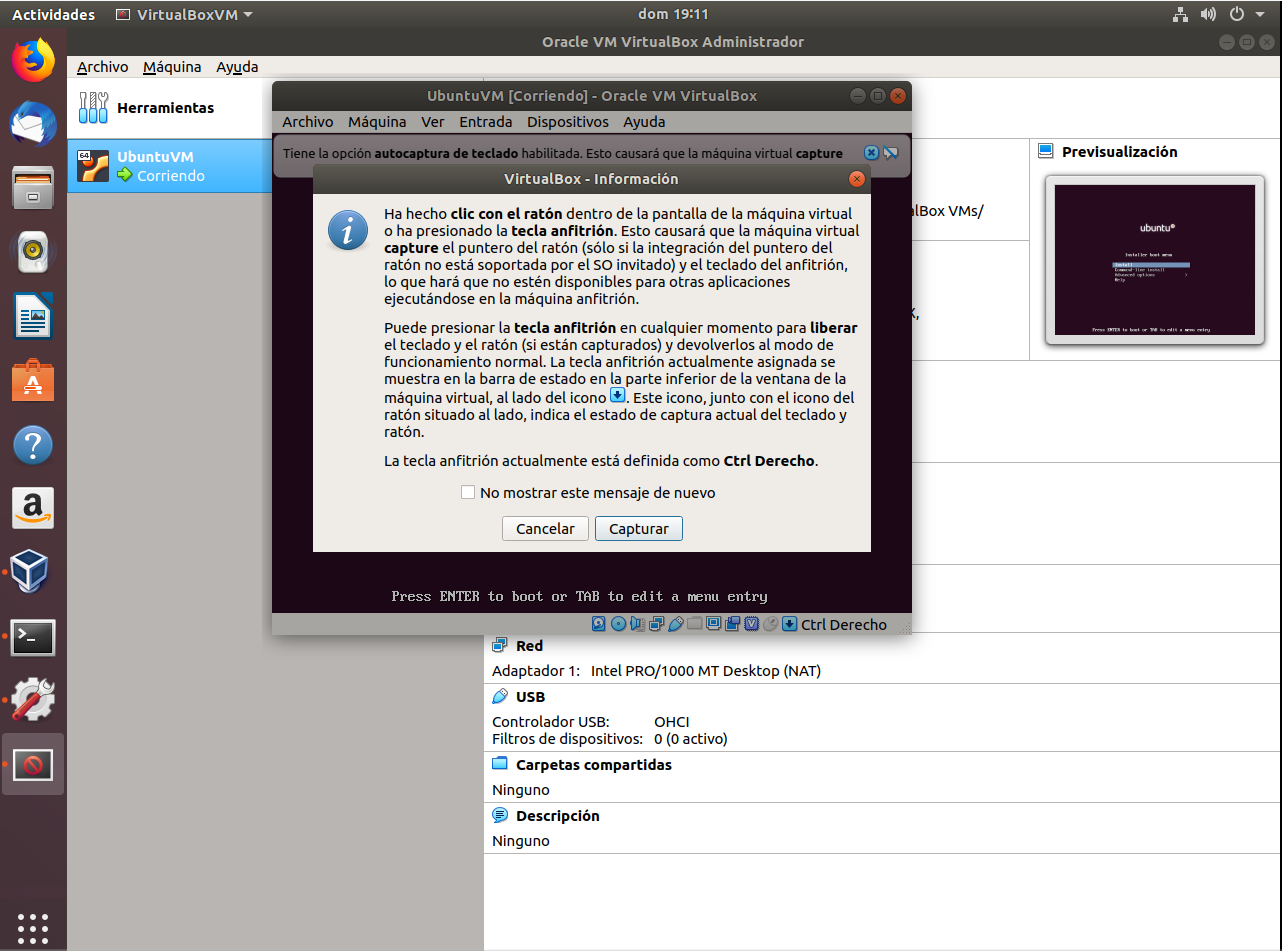 Actividades VirtualBoxVM dom 19:11
Oracle VM VirtualBox Administrador
Archivo Máquina Ayuda
Herramientas
64 UbuntuVM
Corriendo
UbuntuVM [Corriendo] - Oracle VM VirtualBox
Archivo Máquina Ver Entrada Dispositivos Ayuda
Tiene la opción autocaptura de teclado habilitada. Esto causará que la máquina virtual capture
VirtualBox - Información
Ha hecho clic con el ratón dentro de la pantalla de la máquina virtual
o ha presionado la tecla anfitrión. Esto causará que la máquina virtual
capture el puntero del ratón (sólo si la integración del puntero del
ratón no está soportada por el SO invitado) y el teclado del anfitrión,
lo que hará que no estén disponibles para otras aplicaciones
ejecutándose en la máquina anfitrión.
Puede presionar la tecla anfitrión en cualquier momento para liberar
el teclado y el ratón (si están capturados) y devolverlos al modo de
funcionamiento normal. La tecla anfitrión actualmente asignada se
muestra en la barra de estado en la parte inferior de la ventana de la
máquina virtual, al lado del icono. Este icono, junto con el icono del
ratón situado al lado, indica el estado de captura actual del teclado y
ratón.
La tecla anfitrión actualmente está definida como Ctrl Derecho.
No mostrar este mensaje de nuevo
Cancelar Capturar
Press ENTER to boot or TAB to edit a menu entry
Ctrl Derecho
Previsualización
lBox VMs/
X,
ubuntu®
Installer boot menu
Install
Command-line install
Advanced options >
Help
Press ENTER to boot or TAB to edit a menu entry
Red
Adaptador 1: Intel PRO/1000 MT Desktop (NAT)
USB
Controlador USB: OHCI
Filtros de dispositivos: 0 (0 activo)
Carpetas compartidas
Ninguno
Descripción
Ninguno